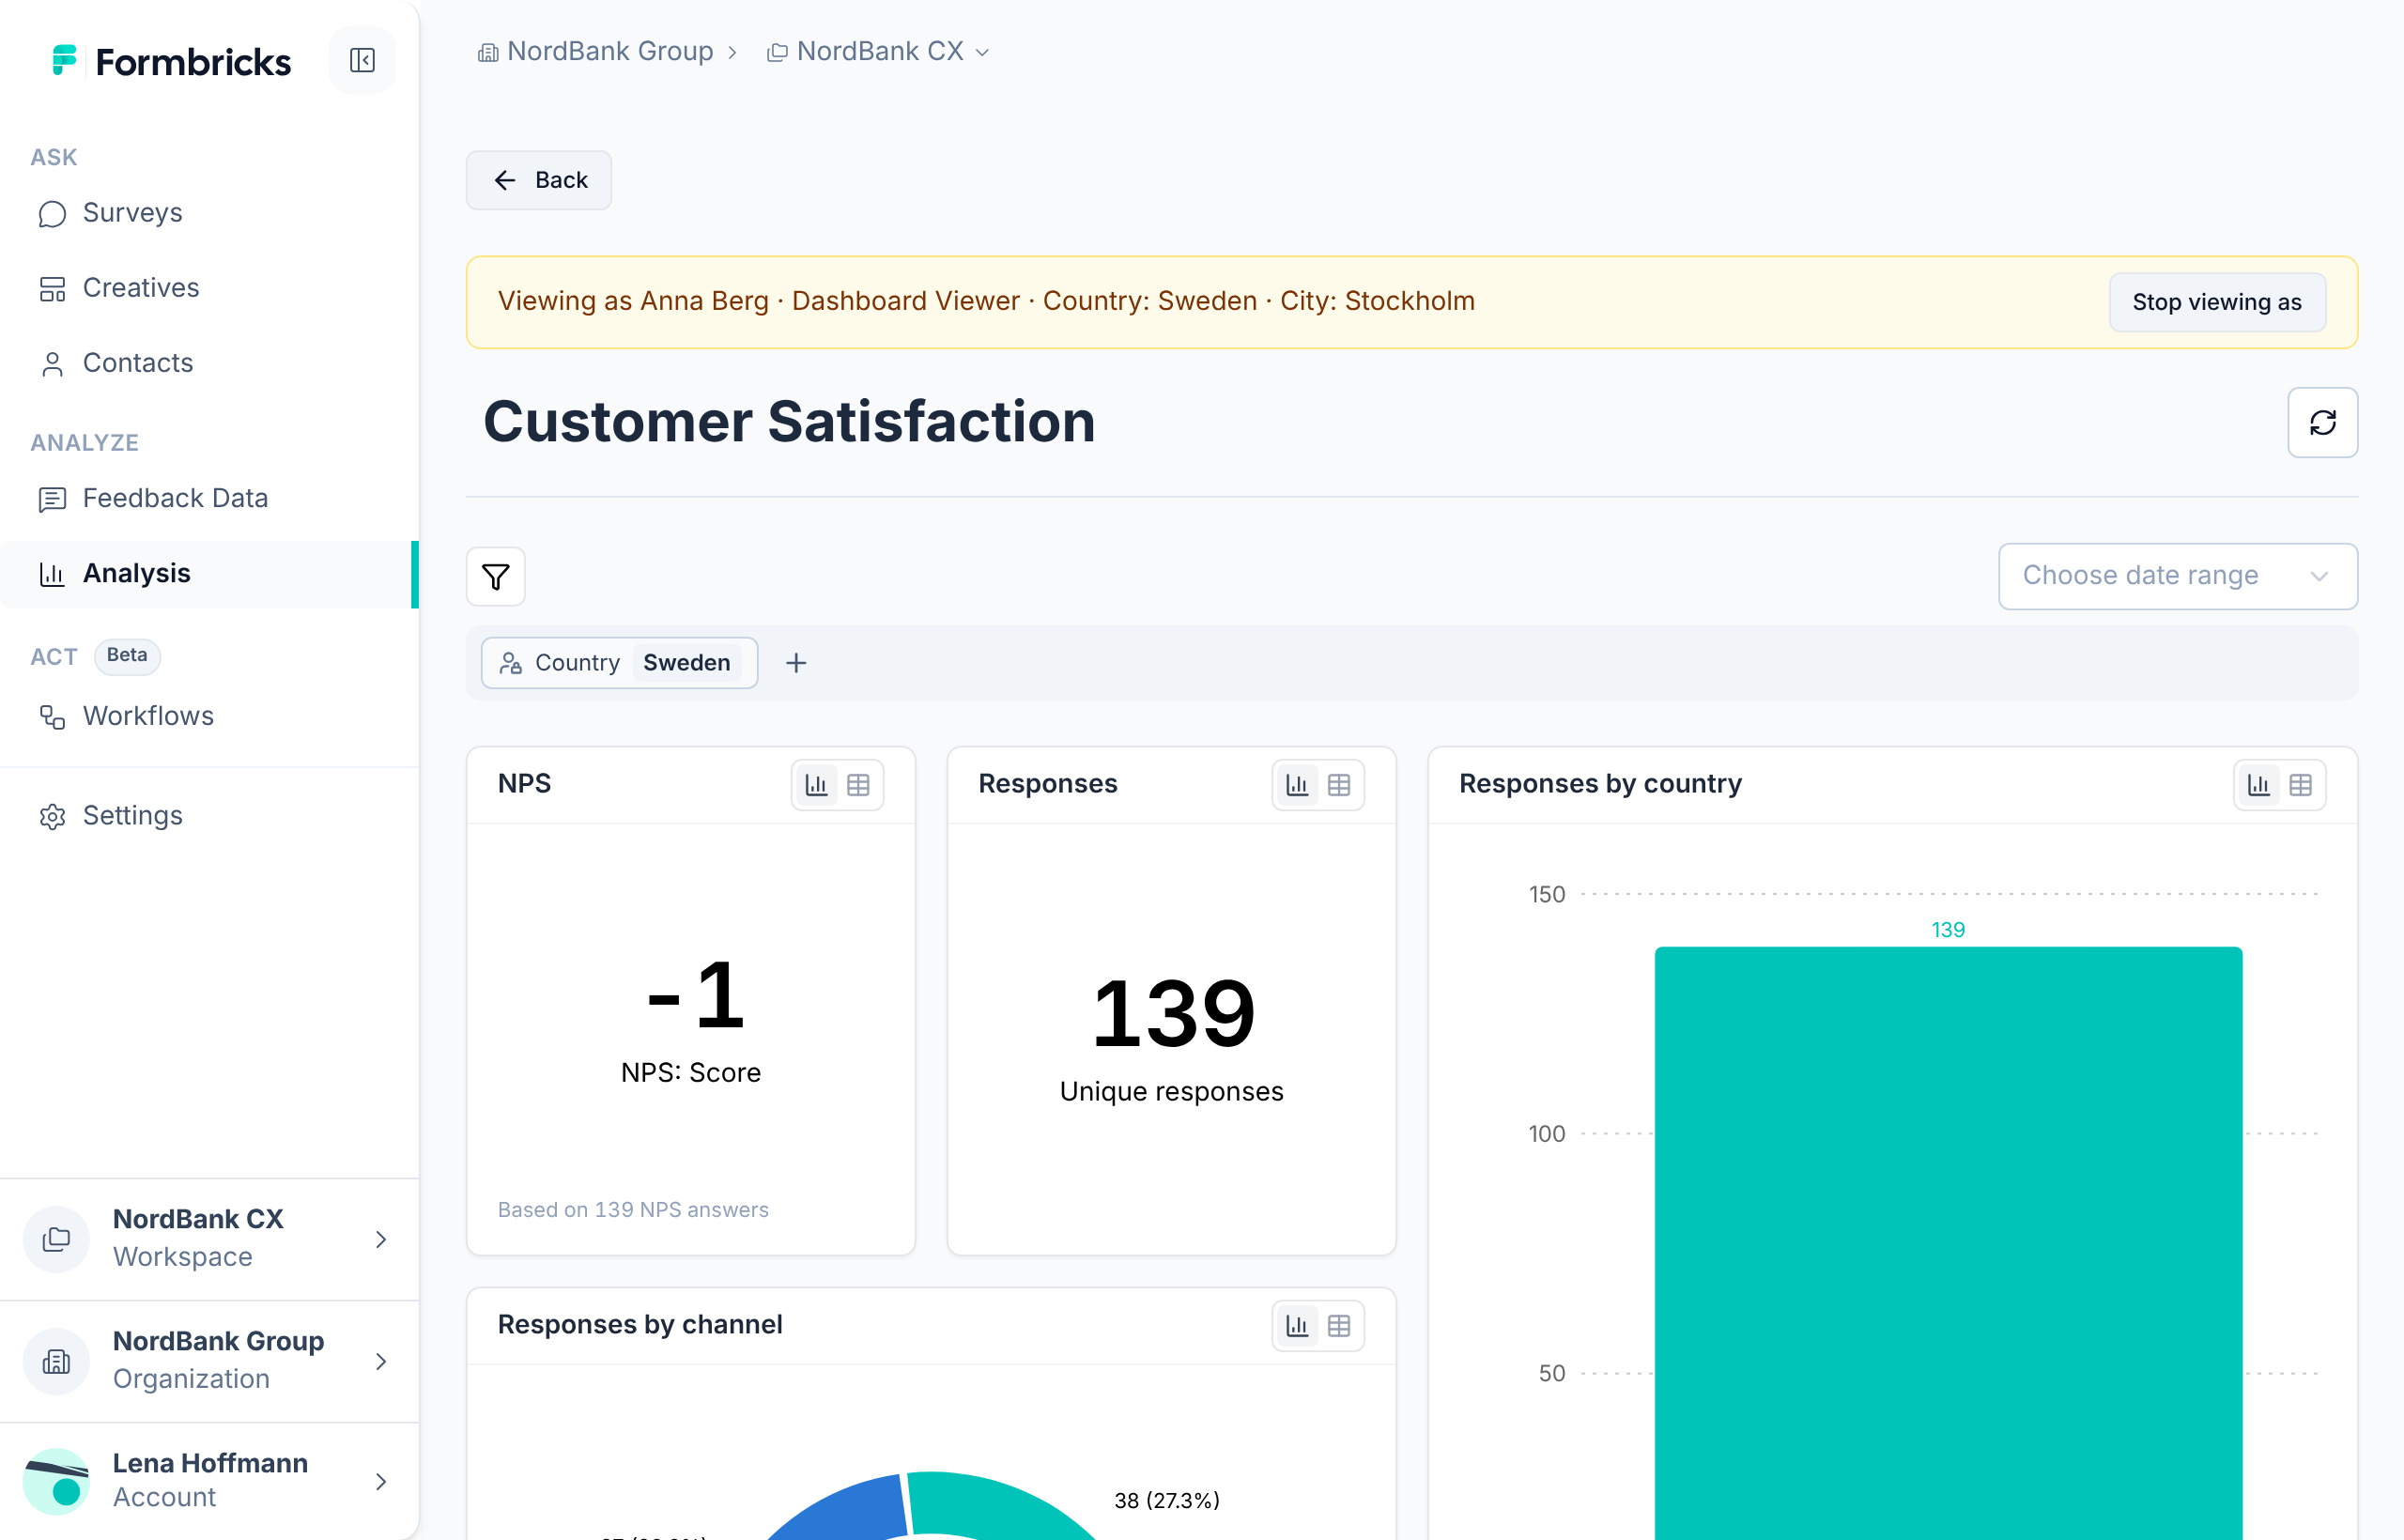 Formbricks
ASK
Surveys
Creatives
Contacts
ANALYZE
Feedback Data
Analysis
ACT Beta
Workflows
Settings
NordBank CX
Workspace
NordBank Group
Organization
Lena Hoffmann
Account
NordBank Group
NordBank CX
Back
Viewing as Anna Berg · Dashboard Viewer · Country: Sweden · City: Stockholm
Stop viewing as
Customer Satisfaction
Choose date range
Country Sweden
NPS
-1
NPS: Score
Based on 139 NPS answers
Responses
139
Unique responses
Responses by country
150
139
100
50
Responses by channel
38 (27.3%)